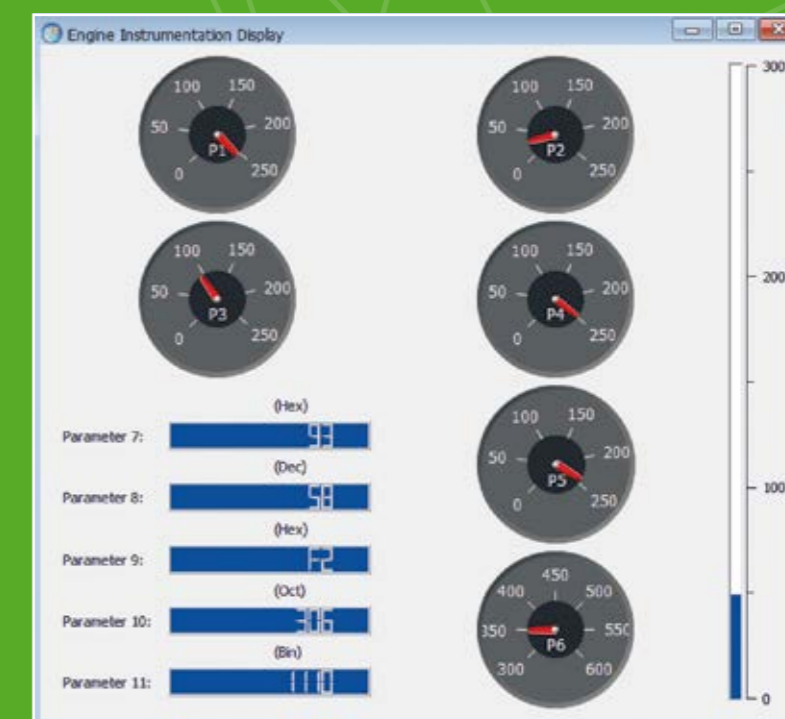 Engine Instrumentation Display
100 150
50 200
0 250
P1
100 150
50 200
0 250
P2
100 150
50 200
0 250
P3
100 150
50 200
0 250
P4
100 150
50 200
0 250
P5
450
400 500
350 550
300 600
P6
(Hex)
Parameter 7: 93
(Dec)
Parameter 8: 58
(Hex)
Parameter 9: F2
(Oct)
Parameter 10: 306
(Bin)
Parameter 11: 1110
300
200
100
0